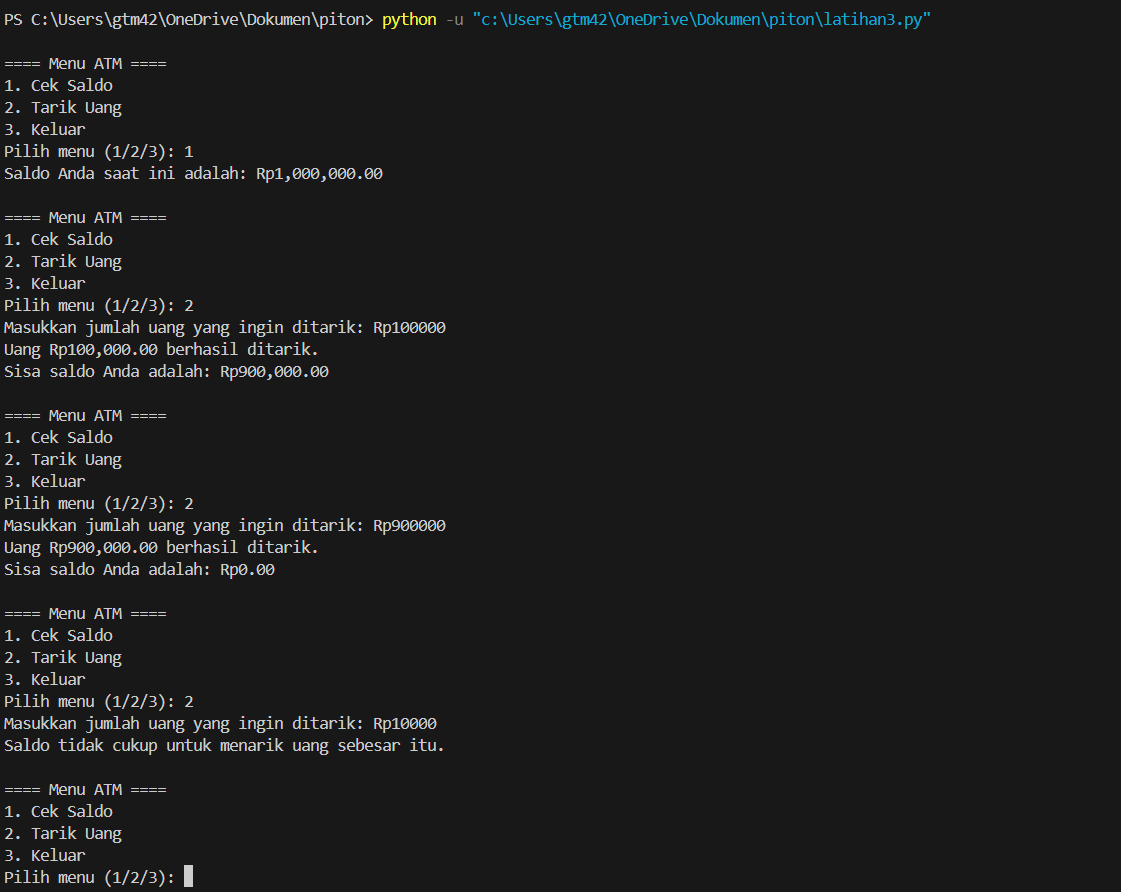 PS C:\Users\gtm42\OneDrive\Dokumen\piton> python -u "c:\Users\gtm42\OneDrive\Dokumen\piton\latihan3.py"
==== Menu ATM ====
1. Cek Saldo
2. Tarik Uang
3. Keluar
Pilih menu (1/2/3): 1
Saldo Anda saat ini adalah: Rp1,000,000.00
==== Menu ATM ====
1. Cek Saldo
2. Tarik Uang
3. Keluar
Pilih menu (1/2/3): 2
Masukkan jumlah uang yang ingin ditarik: Rp100000
Uang Rp100,000.00 berhasil ditarik.
Sisa saldo Anda adalah: Rp900,000.00
==== Menu ATM ====
1. Cek Saldo
2. Tarik Uang
3. Keluar
Pilih menu (1/2/3): 2
Masukkan jumlah uang yang ingin ditarik: Rp900000
Uang Rp900,000.00 berhasil ditarik.
Sisa saldo Anda adalah: Rp0.00
==== Menu ATM ====
1. Cek Saldo
2. Tarik Uang
3. Keluar
Pilih menu (1/2/3): 2
Masukkan jumlah uang yang ingin ditarik: Rp10000
Saldo tidak cukup untuk menarik uang sebesar itu.
==== Menu ATM ====
1. Cek Saldo
2. Tarik Uang
3. Keluar
Pilih menu (1/2/3):